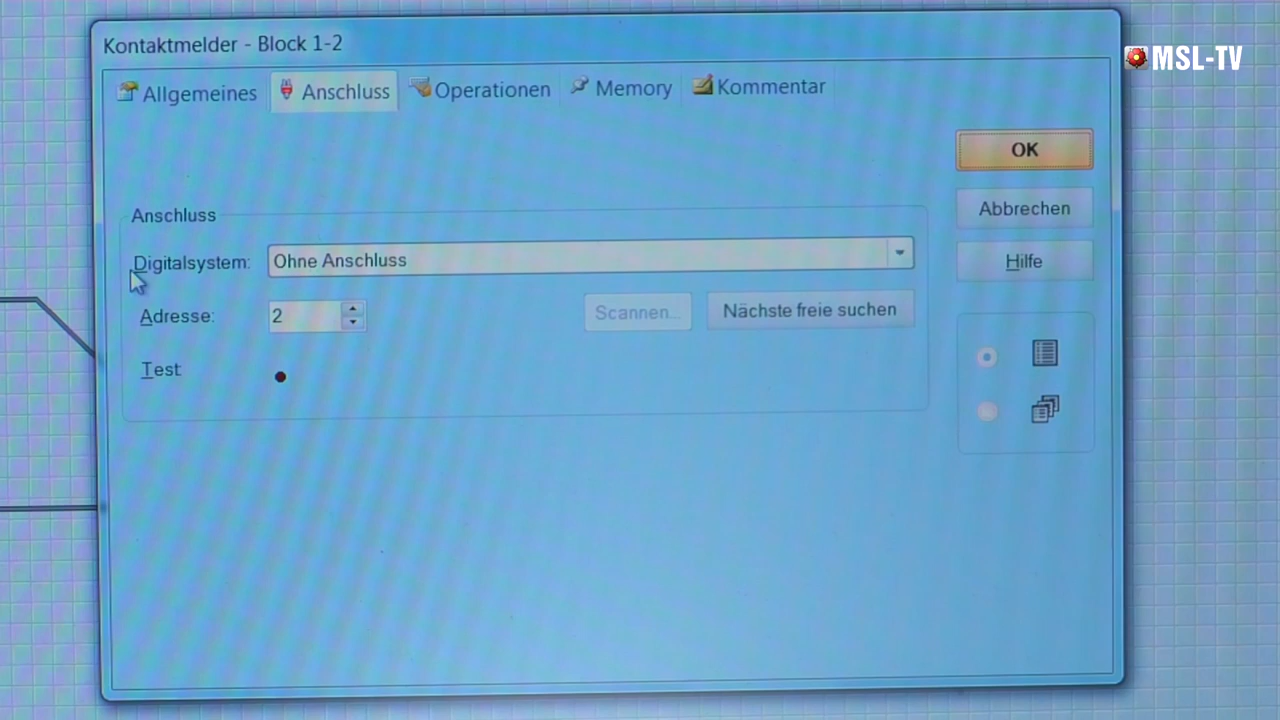 Kontaktmelder - Block 1-2
MSL-TV
Allgemeines
Anschluss
Operationen
Memory
Kommentar
OK
Abbrechen
Hilfe
Anschluss
Digitalsystem:
Ohne Anschluss
Adresse:
2
Scannen...
Nächste freie suchen
Test